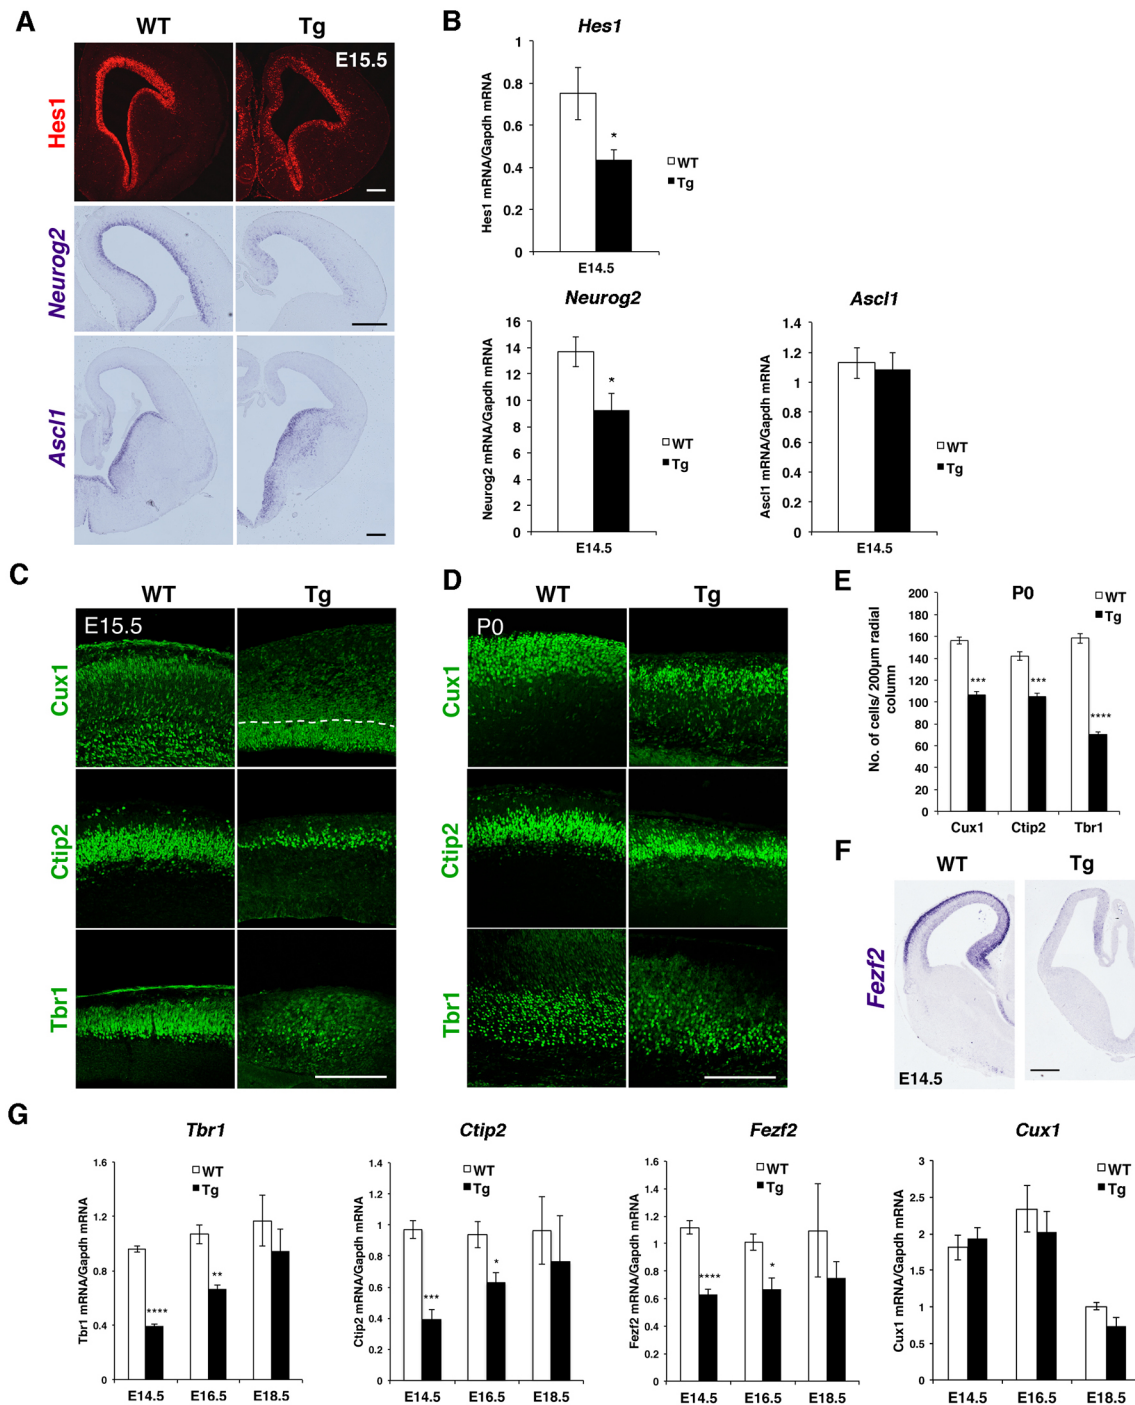 A
WT
Tg
E15.5
Hes1
Neurog2
Ascl1
B
Hes1
Hes1 mRNA/Gapdh mRNA
1
0.8
0.6
0.4
0.2
0
*
WT
Tg
E14.5
Neurog2
Neurog2 mRNA/Gapdh mRNA
16
14
12
10
8
6
4
2
0
*
WT
Tg
E14.5
Ascl1
Ascl1 mRNA/Gapdh mRNA
1.4
1.2
1
0.8
0.6
0.4
0.2
0
WT
Tg
E14.5
C
WT
Tg
E15.5
Cux1
Ctip2
Tbr1
D
WT
Tg
P0
Cux1
Ctip2
Tbr1
E
P0
WT
Tg
No. of cells/ 200µm radial
column
200
180
160
140
120
100
80
60
40
20
0
***
***
****
Cux1 Ctip2 Tbr1
F
WT
Tg
Fezf2
E14.5
G
Tbr1
Tbr1 mRNA/Gapdh mRNA
1.6
1.2
0.8
0.4
0
WT
Tg
****
**
E14.5 E16.5 E18.5
Ctip2
Ctip2 mRNA/Gapdh mRNA
1.4
1.2
1
0.8
0.6
0.4
0.2
0
WT
Tg
***
*
E14.5 E16.5 E18.5
Fezf2
Fezf2 mRNA/Gapdh mRNA
1.6
1.4
1.2
1
0.8
0.6
0.4
0.2
0
WT
Tg
****
*
E14.5 E16.5 E18.5
Cux1
Cux1 mRNA/Gapdh mRNA
3
2.5
2
1.5
1
0.5
0
WT
Tg
E14.5 E16.5 E18.5